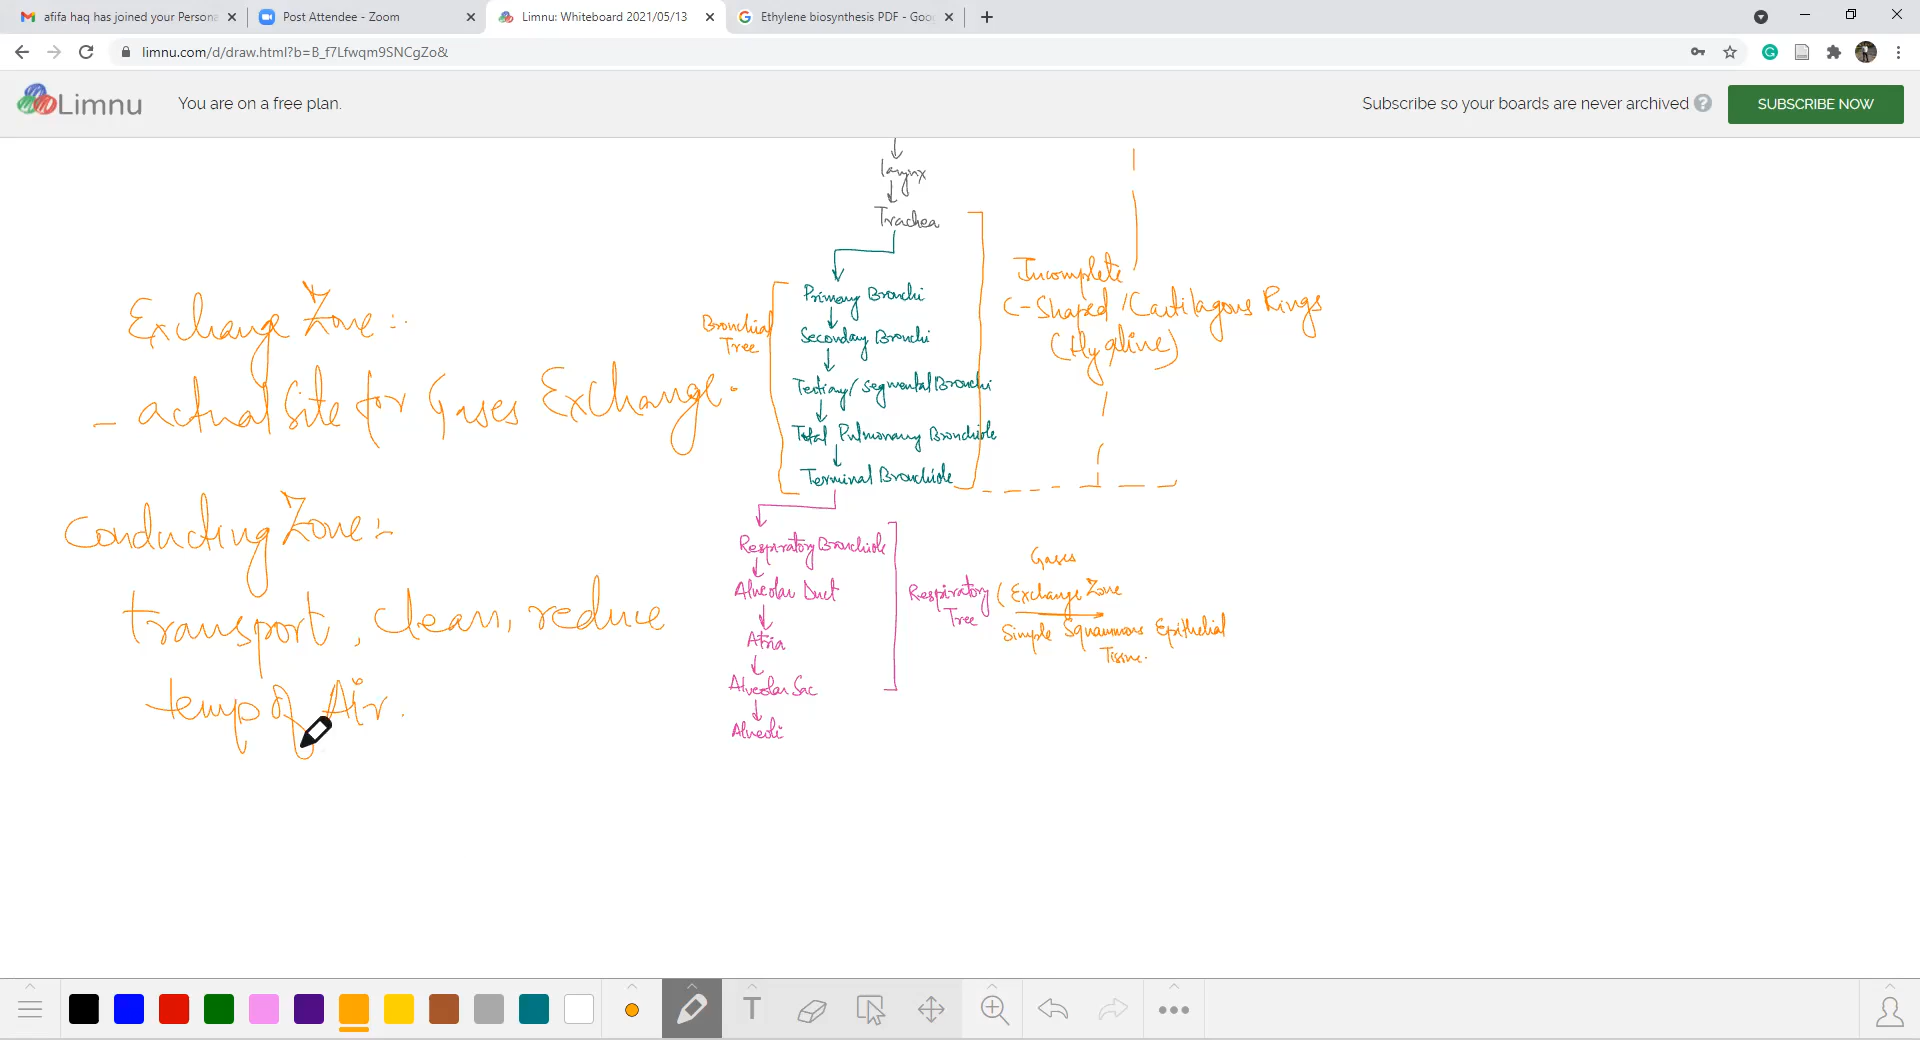 afifa haq has joined your Persona
Post Attendee - Zoom
Limnu: Whiteboard 2021/05/13
Ethylene biosynthesis PDF - Goo
limnu.com/d/draw.html?b=B_f7Lfwqm9SNCgZo&
Limnu
You are on a free plan.
Subscribe so your boards are never archived
SUBSCRIBE NOW
larynx
Trachea
Primary Bronchi
Secondary Bronchi
Tertiary/Segmental Bronchi
Total Pulmonary Bronchiole
Terminal Bronchiole
Bronchial
Tree
Incomplete
C-Shaped / Cartilagous Rings
(Hyaline)
Exchange Zone :-
- actual Site for Gases Exchange.
Conducting Zone :-
transport, clean, reduce
temp of Air.
Respiratory Bronchiole
Alveolar Duct
Atria
Alveolar Sac
Alveoli
Respiratory
Tree
Gases
(Exchange Zone
Simple Squammous Epithelial
Tissue.
T